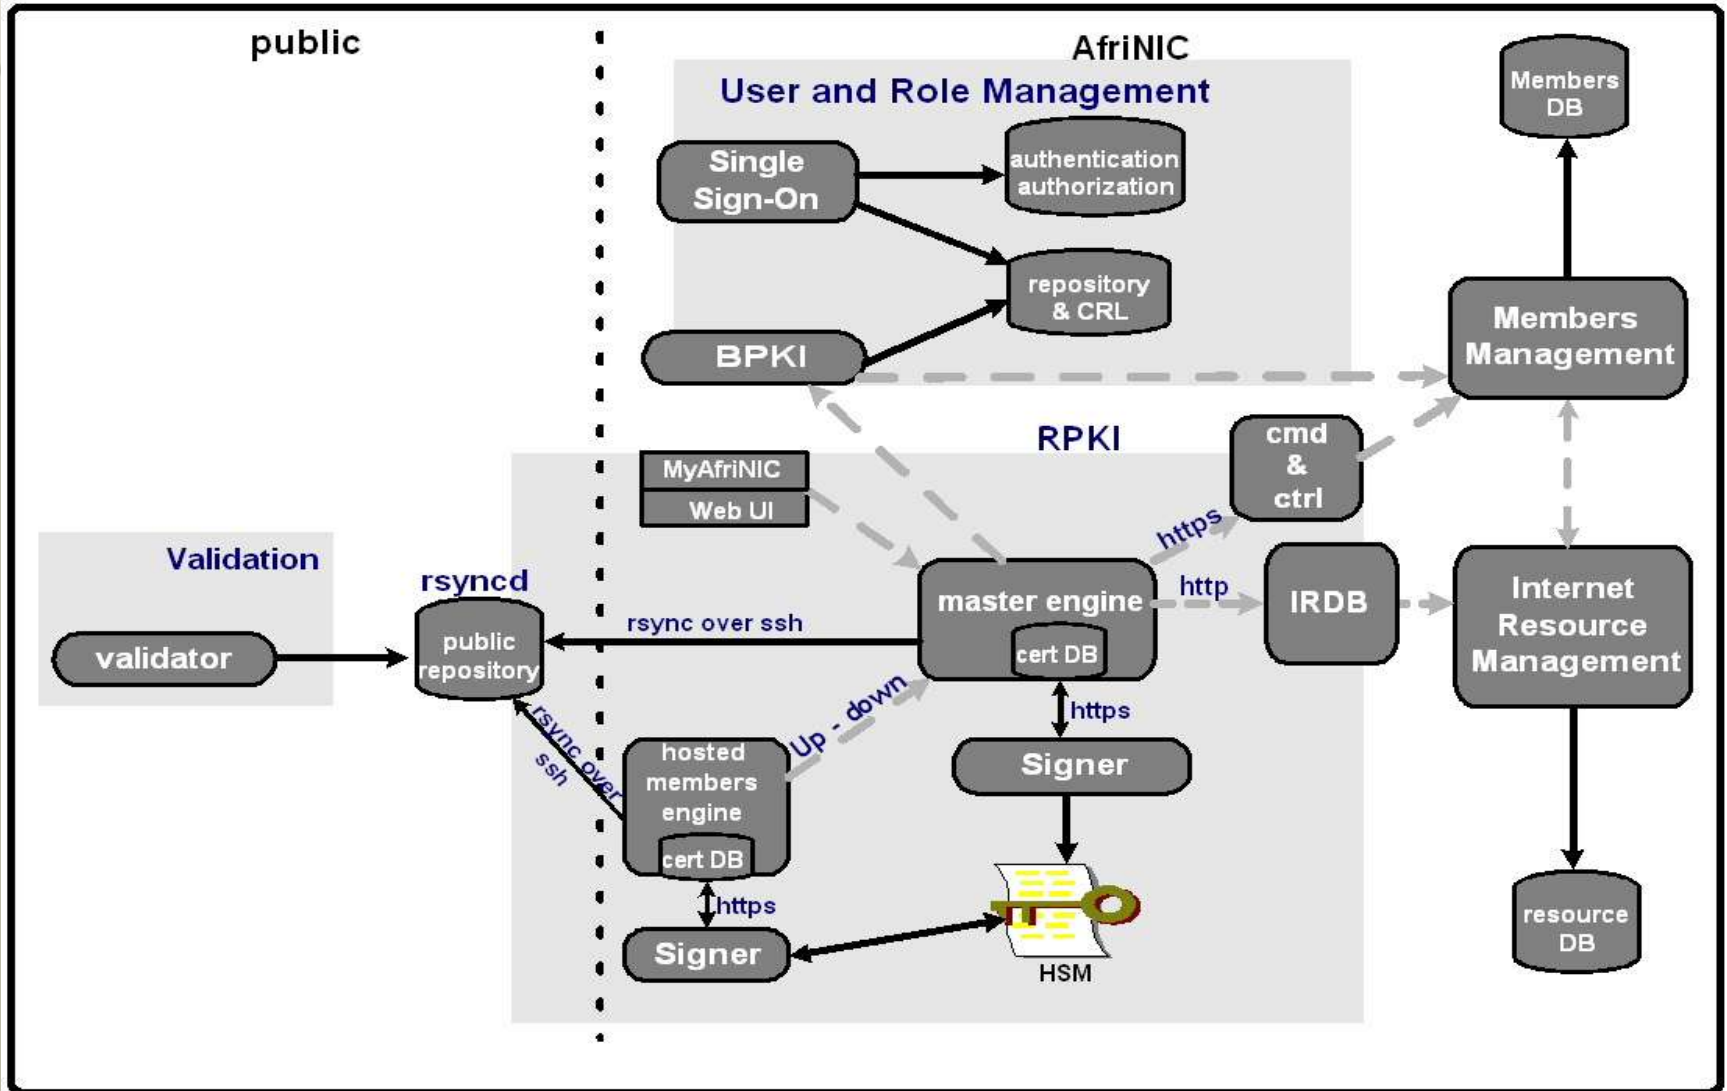 public
AfriNIC
User and Role Management
Members
DB
Single
Sign-On
authentication
authorization
repository
& CRL
BPKI
Members
Management
RPKI
cmd
&
ctrl
MyAfriNIC
Web UI
https
Validation
rsyncd
master engine
http
IRDB
Internet
Resource
Management
rsync over ssh
public
repository
validator
cert DB
Up - down
https
rsync over
ssh
hosted
members
engine
Signer
cert DB
https
Signer
resource
DB
HSM